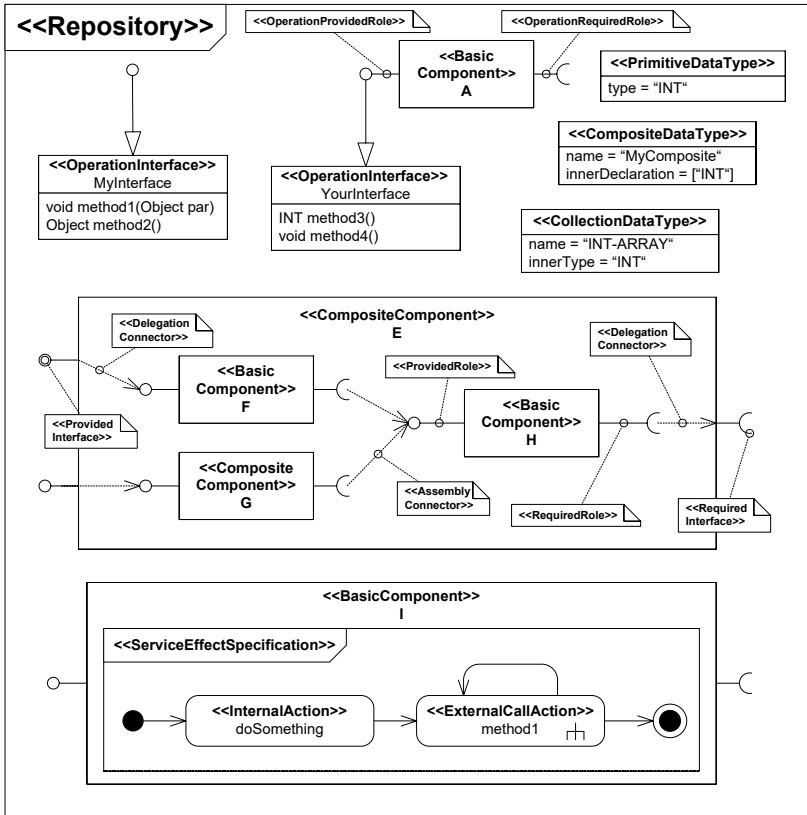 <<Repository>>
<<OperationProvidedRole>>
<<OperationRequiredRole>>
<<Basic
Component>>
A
<<PrimitiveDataType>>
type = “INT“
<<CompositeDataType>>
name = “MyComposite“
innerDeclaration = [“INT“]
<<OperationInterface>>
MyInterface
void method1(Object par)
Object method2()
<<OperationInterface>>
YourInterface
INT method3()
void method4()
<<CollectionDataType>>
name = “INT-ARRAY“
innerType = “INT“
<<CompositeComponent>>
E
<<Delegation
Connector>>
<<Delegation
Connector>>
<<Basic
Component>>
F
<<ProvidedRole>>
<<Basic
Component>>
H
<<Provided
Interface>>
<<Composite
Component>>
G
<<Assembly
Connector>>
<<RequiredRole>>
<<Required
Interface>>
<<BasicComponent>>
I
<<ServiceEffectSpecification>>
<<InternalAction>>
doSomething
<<ExternalCallAction>>
method1